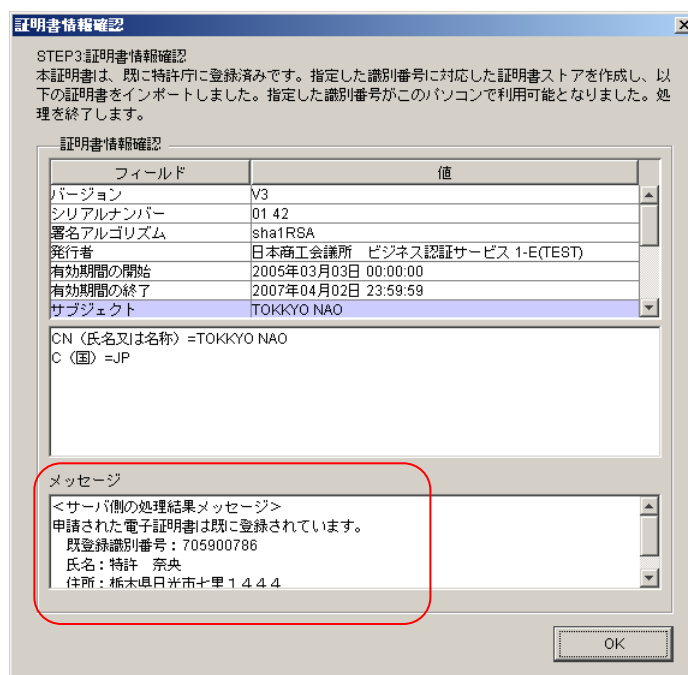 証明書情報確認
STEP3:証明書情報確認
本証明書は、既に特許庁に登録済みです。指定した識別番号に対応した証明書ストアを作成し、以
下の証明書をインポートしました。指定した識別番号がこのパソコンで利用可能となりました。処
理を終了します。
証明書情報確認
フィールド 値
バージョン V3
シリアルナンバー 01 42
署名アルゴリズム sha1RSA
発行者 日本商工会議所 ビジネス認証サービス 1-E(TEST)
有効期間の開始 2005年03月03日 00:00:00
有効期間の終了 2007年04月02日 23:59:59
サブジェクト TOKKYO NAO
CN（氏名又は名称）=TOKKYO NAO
C（国）=JP
メッセージ
<サーバ側の処理結果メッセージ>
申請された電子証明書は既に登録されています。
既登録識別番号：705900786
氏名：特許 奈央
住所：栃木県日光市七里１４４４
OK